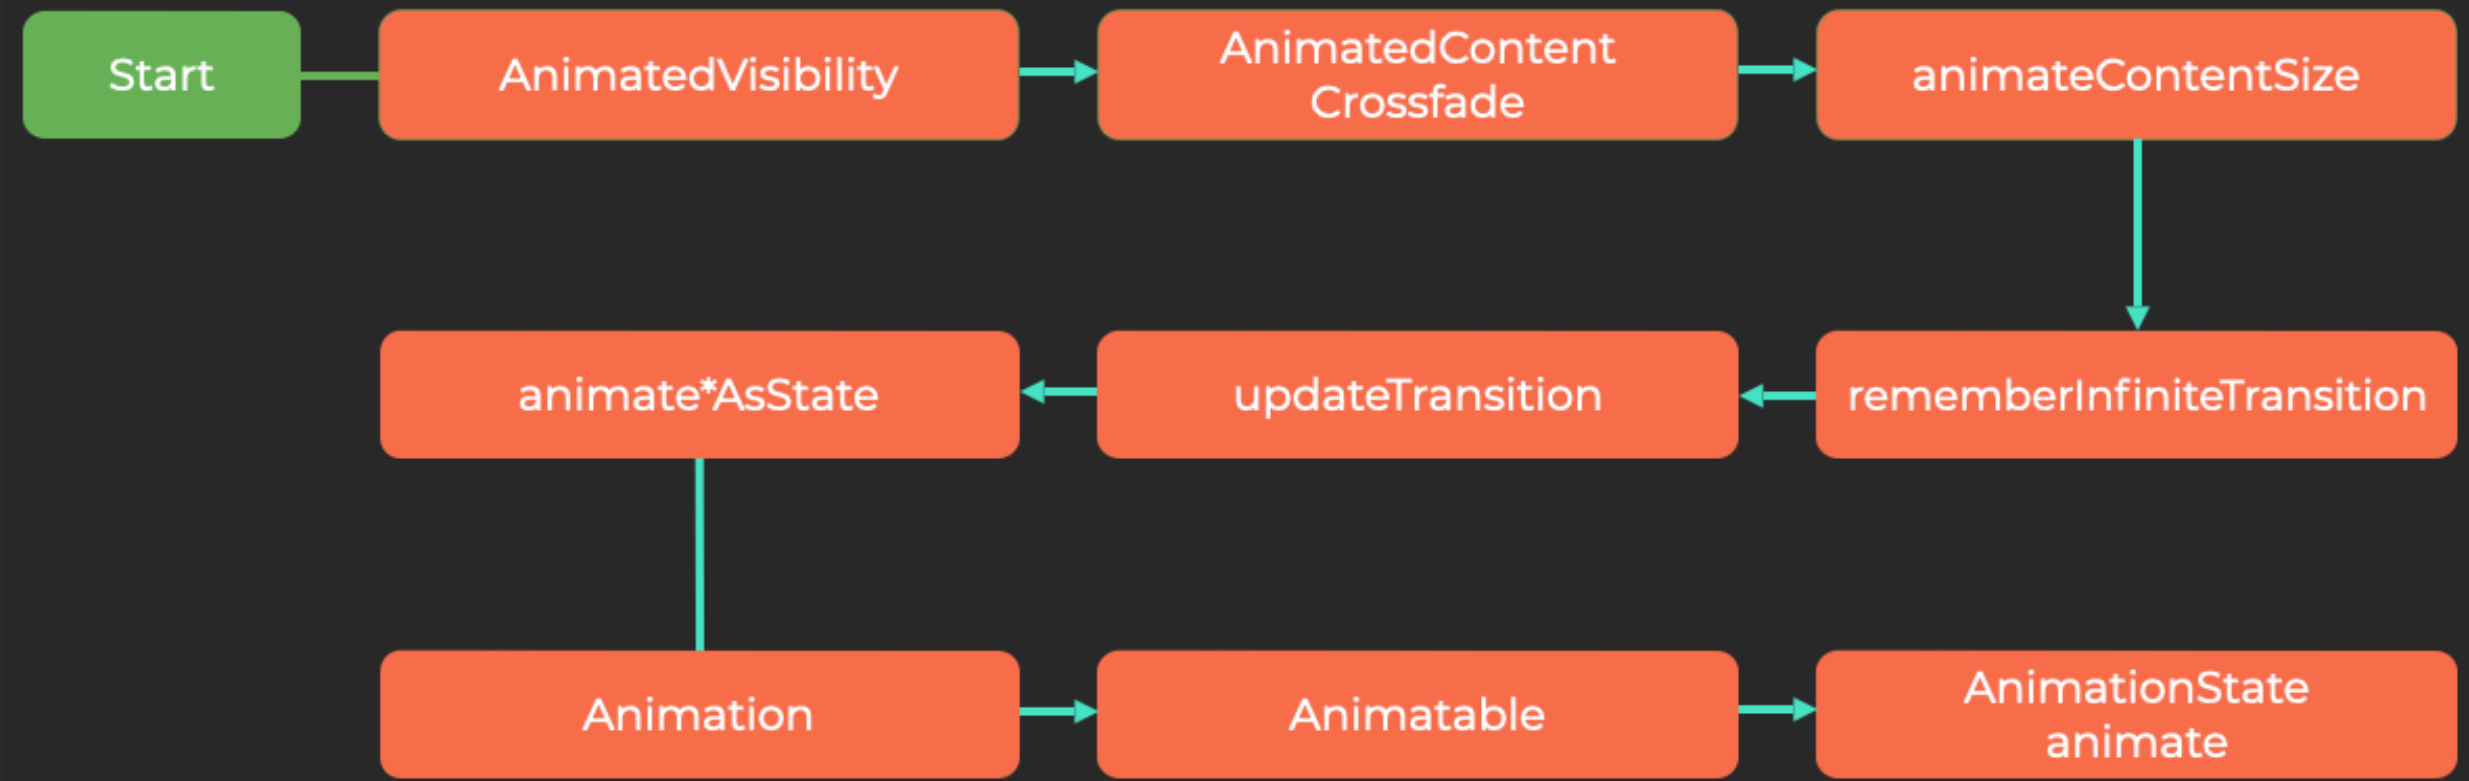 Start
AnimatedVisibility
AnimatedContent
Crossfade
animateContentSize
rememberInfiniteTransition
updateTransition
animate*AsState
Animation
Animatable
AnimationState
animate